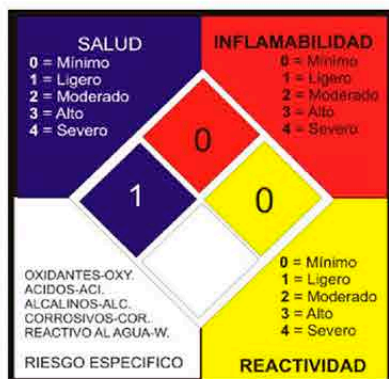 SALUD
0 = Mínimo
1 = Ligero
2 = Moderado
3 = Alto
4 = Severo
INFLAMABILIDAD
0 = Mínimo
1 = Ligero
2 = Moderado
3 = Alto
4 = Severo
0
1
0
OXIDANTES-OXY.
ACIDOS-ACI.
ALCALINOS-ALC.
CORROSIVOS-COR.
REACTIVO AL AGUA-W.
RIESGO ESPECIFICO
0 = Mínimo
1 = Ligero
2 = Moderado
3 = Alto
4 = Severo
REACTIVIDAD